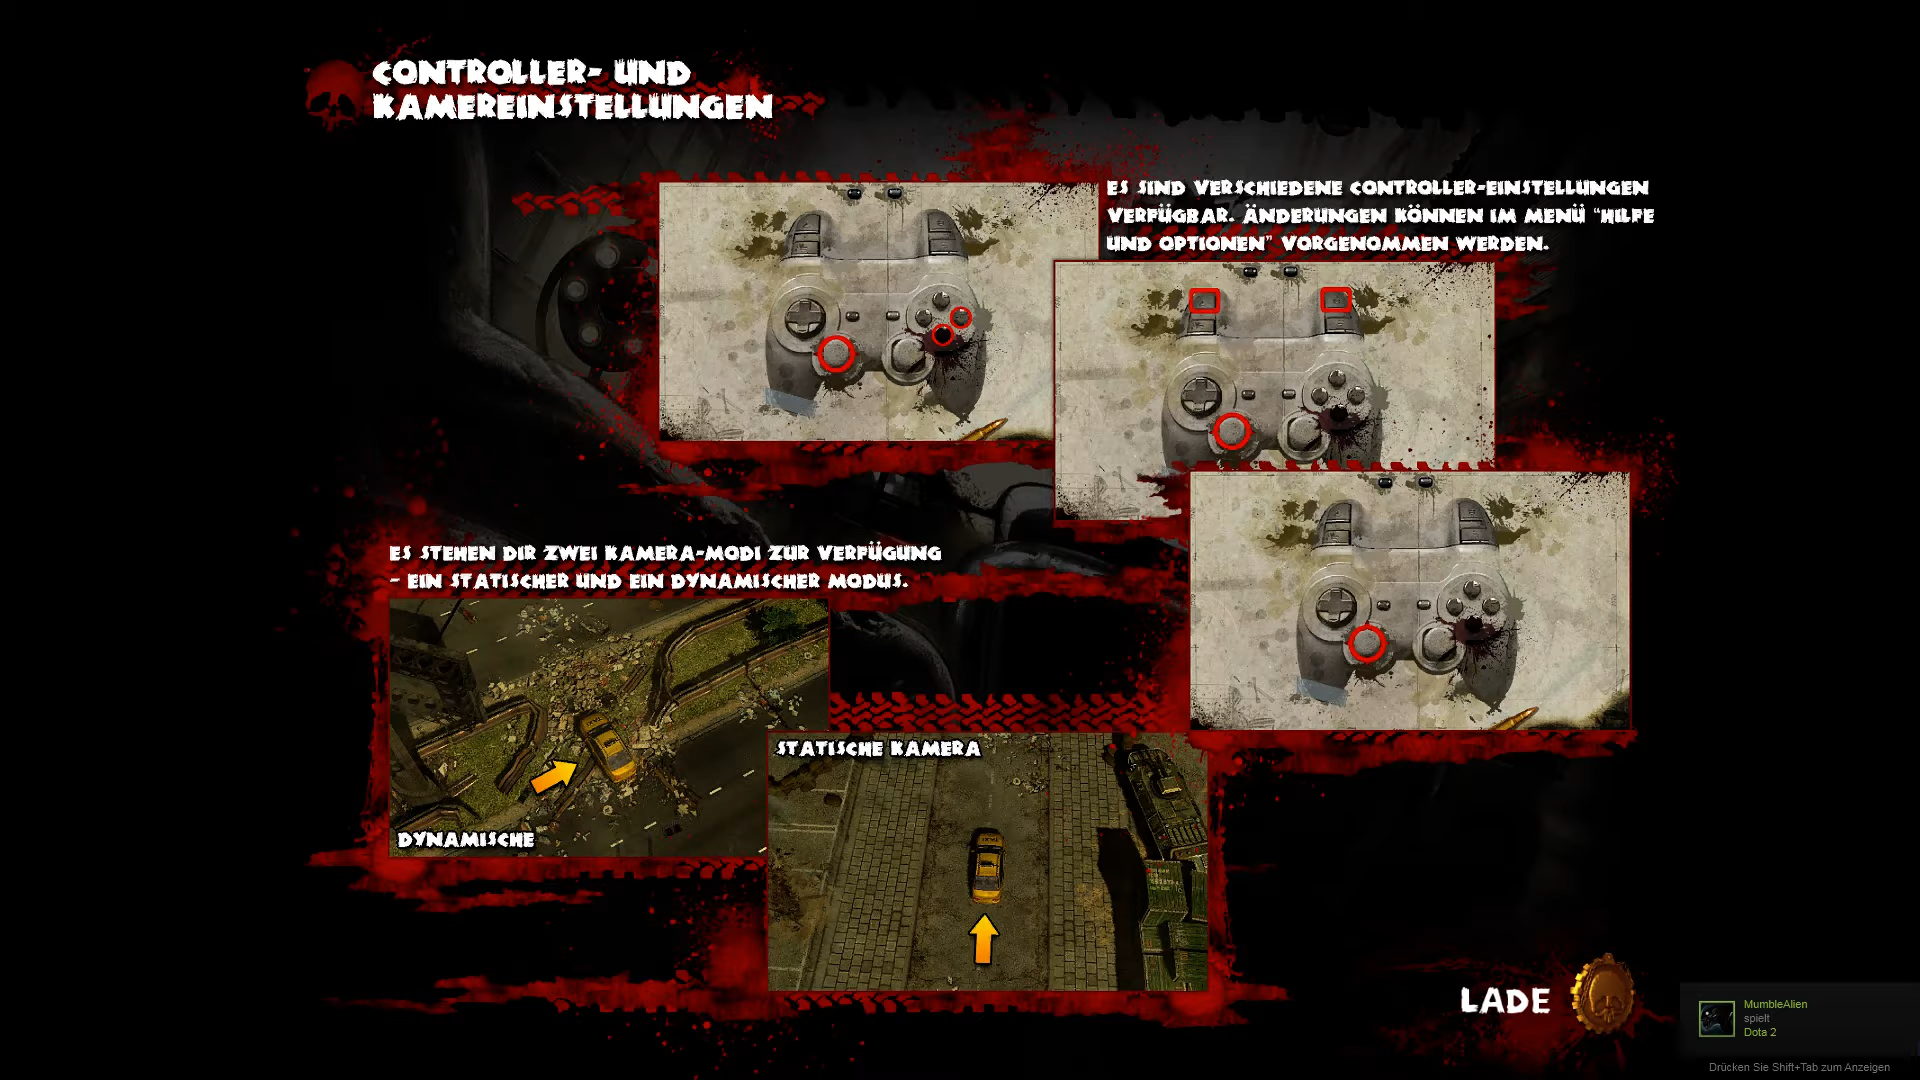 CONTROLLER- UND
KAMEREINSTELLUNGEN
ES SIND VERSCHIEDENE CONTROLLER-EINSTELLUNGEN
VERFÜGBAR. ÄNDERUNGEN KÖNNEN IM MENÜ "HILFE
UND OPTIONEN" VORGENOMMEN WERDEN.
ES STEHEN DIR ZWEI KAMERA-MODI ZUR VERFÜGUNG
- EIN STATISCHER UND EIN DYNAMISCHER MODUS.
STATISCHE KAMERA
DYNAMISCHE
LADE
MumbleAlien
spielt
Dota 2
Drücken Sie Shift+Tab zum Anzeigen